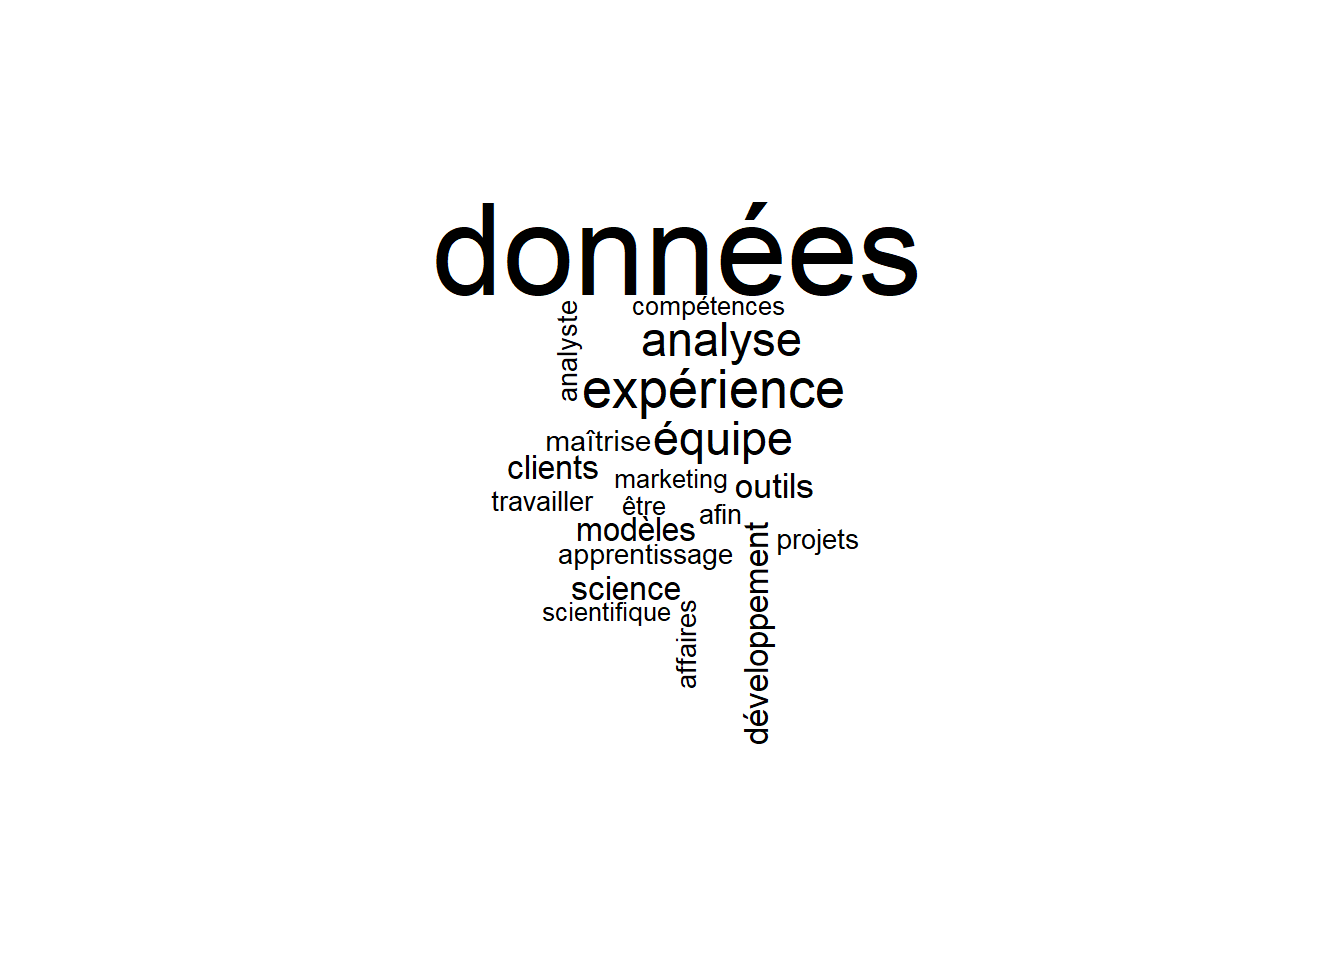 données
compétences
analyste
analyse
expérience
équipe
maîtrise
clients
marketing
outils
travailler
être
afin
modèles
projets
apprentissage
développement
science
scientifique
affaires